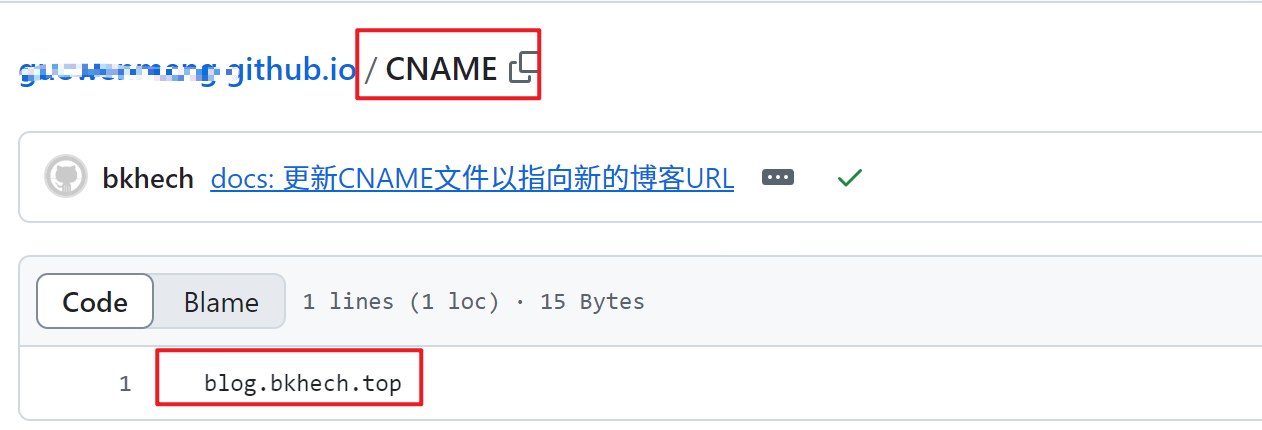 github.io / CNAME
bkhech docs: 更新CNAME文件以指向新的博客URL
Code Blame 1 lines (1 loc) · 15 Bytes
1 blog.bkhech.top